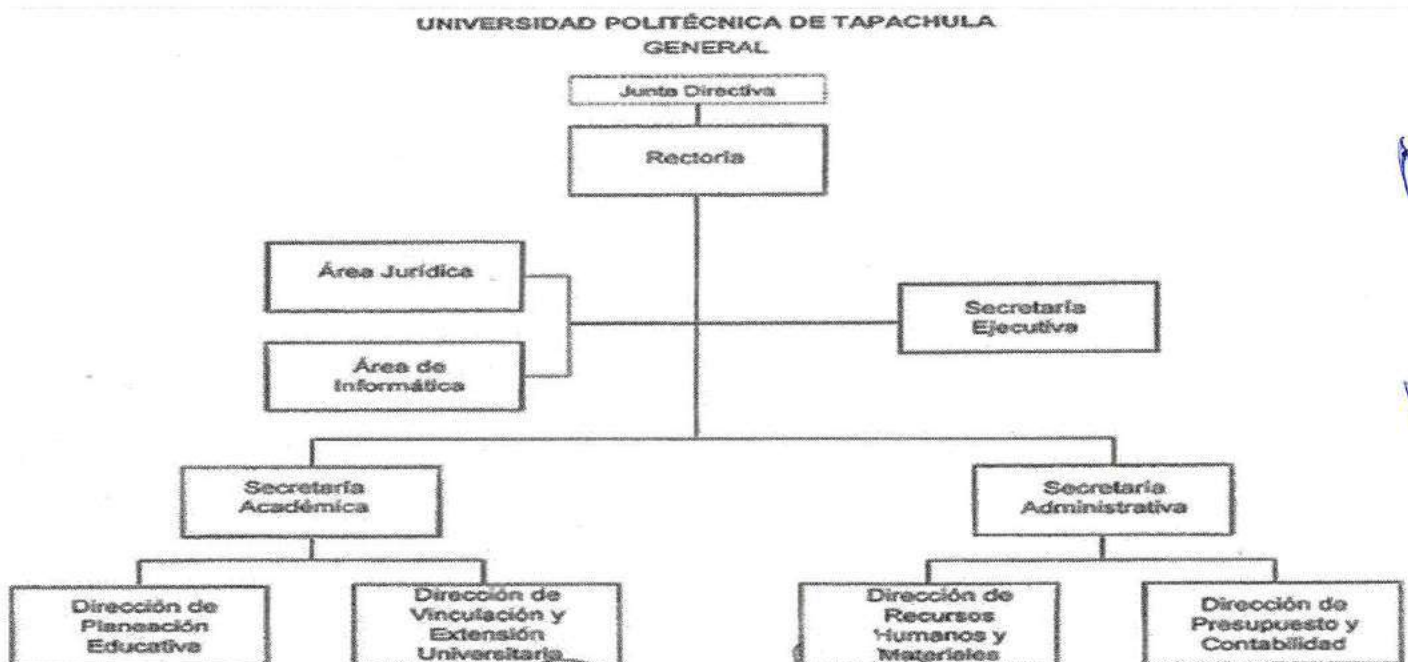 UNIVERSIDAD POLITÉCNICA DE TAPACHULA
GENERAL
Junta Directiva
Rectoría
Área Jurídica
Secretaría
Ejecutiva
Área de
Informática
Secretaría
Académica
Secretaría
Administrativa
Dirección de
Planeación
Educativa
Dirección de
Vinculación y
Extensión
Universitaria
Dirección de
Recursos
Humanos y
Materiales
Dirección de
Presupuesto y
Contabilidad